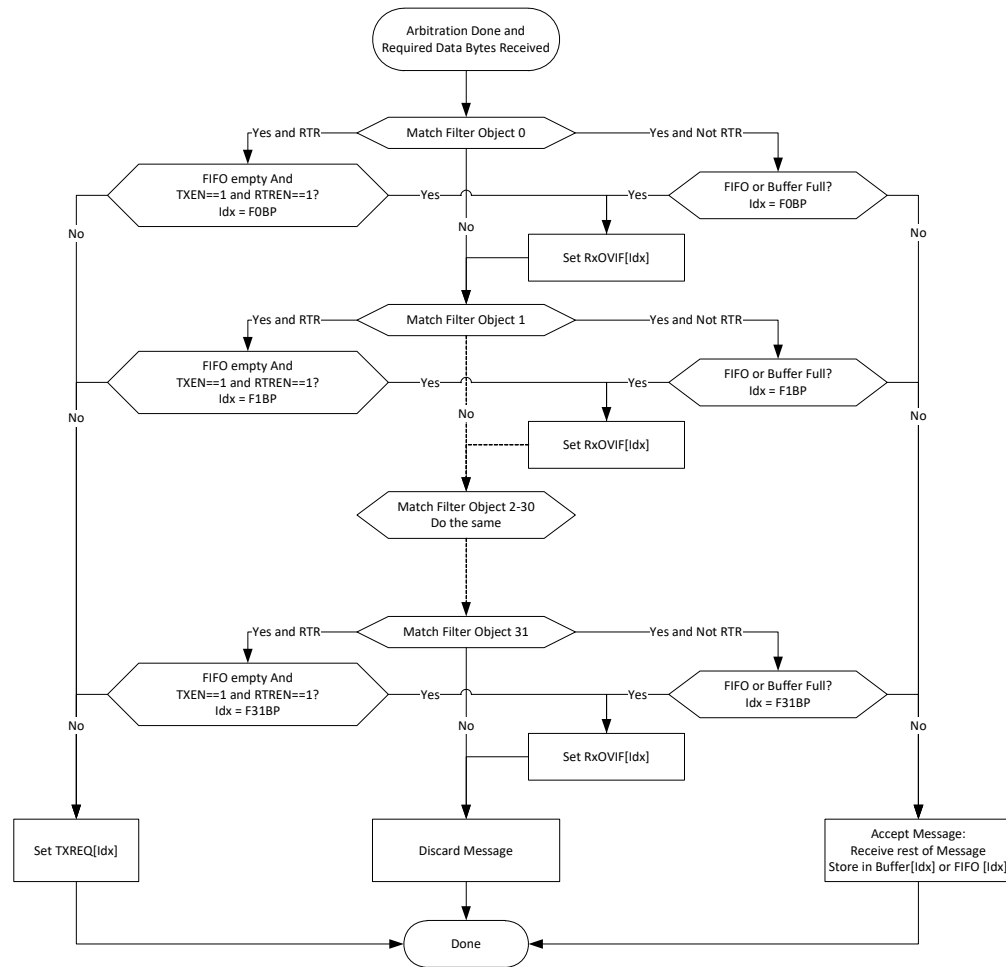 Arbitration Done and
Required Data Bytes Received
Yes and RTR
Match Filter Object 0
Yes and Not RTR
FIFO empty And
TXEN==1 and RTREN==1?
Idx = F0BP
Yes
Yes
FIFO or Buffer Full?
Idx = F0BP
No
No
No
Set RxOVIF[Idx]
Yes and RTR
Match Filter Object 1
Yes and Not RTR
FIFO empty And
TXEN==1 and RTREN==1?
Idx = F1BP
Yes
Yes
FIFO or Buffer Full?
Idx = F1BP
No
No
No
Set RxOVIF[Idx]
Match Filter Object 2-30
Do the same
Yes and RTR
Match Filter Object 31
Yes and Not RTR
FIFO empty And
TXEN==1 and RTREN==1?
Idx = F31BP
Yes
Yes
FIFO or Buffer Full?
Idx = F31BP
No
No
No
Set RxOVIF[Idx]
Set TXREQ[Idx]
Discard Message
Accept Message:
Receive rest of Message
Store in Buffer[Idx] or FIFO [Idx]
Done